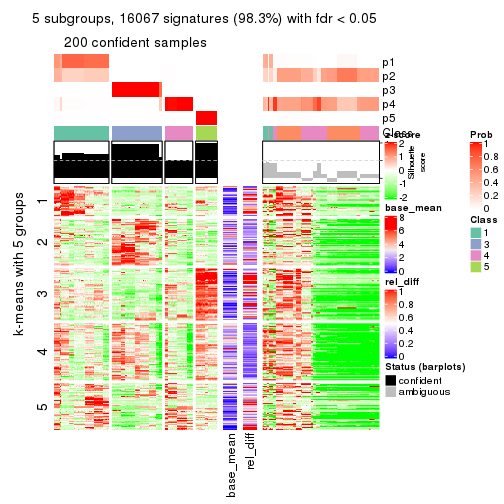 5 subgroups, 16067 signatures (98.3%) with fdr < 0.05
200 confident samples
p1
p2
p3
p4
p5
Class
Silhouette
score
k-means with 5 groups
1
2
3
4
5
base_mean
rel_diff
z-score
2
1
0
-1
-2
base_mean
8
6
4
2
0
rel_diff
1
0.8
0.6
0.4
0.2
0
Status (barplots)
confident
ambiguous
Prob
1
0.8
0.6
0.4
0.2
0
Class
1
3
4
5